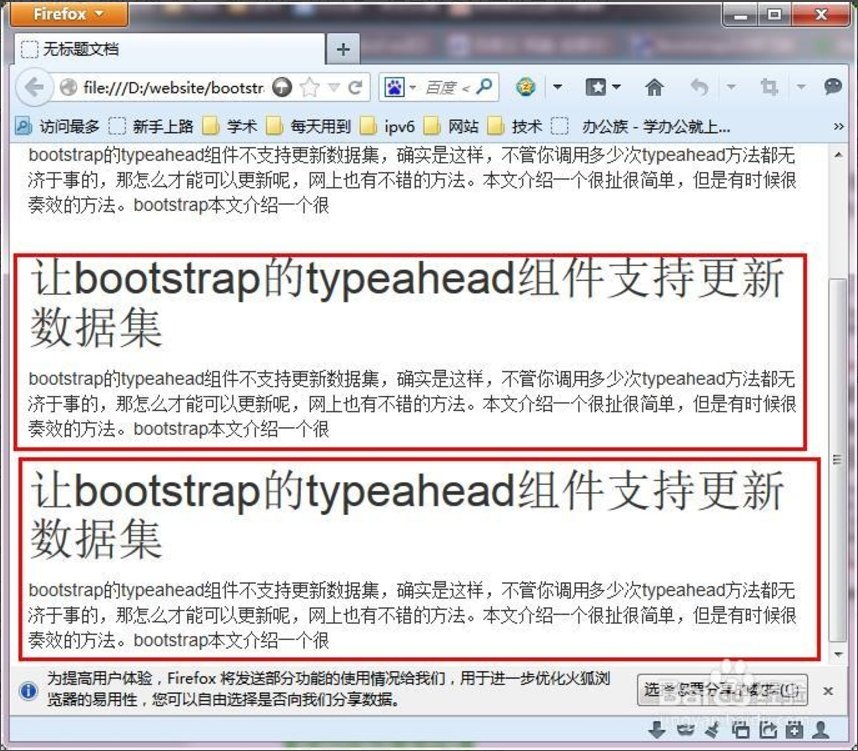 Firefox
无标题文档
file:///D:/website/bootstr
百度
访问最多 新手上路 学术 每天用到 ipv6 网站 技术 办公族 - 学办公就上...
bootstrap的typeahead组件不支持更新数据集，确实是这样，不管你调用多少次typeahead方法都无
济于事的，那怎么才能可以更新呢，网上也有不错的方法。本文介绍一个很扯很简单，但是有时候很
奏效的方法。bootstrap本文介绍一个很
让bootstrap的typeahead组件支持更新
数据集
bootstrap的typeahead组件不支持更新数据集，确实是这样，不管你调用多少次typeahead方法都无
济于事的，那怎么才能可以更新呢，网上也有不错的方法。本文介绍一个很扯很简单，但是有时候很
奏效的方法。bootstrap本文介绍一个很
让bootstrap的typeahead组件支持更新
数据集
bootstrap的typeahead组件不支持更新数据集，确实是这样，不管你调用多少次typeahead方法都无
济于事的，那怎么才能可以更新呢，网上也有不错的方法。本文介绍一个很扯很简单，但是有时候很
奏效的方法。bootstrap本文介绍一个很
为提高用户体验，Firefox 将发送部分功能的使用情况给我们，用于进一步优化火狐浏
览器的易用性，您可以自由选择是否向我们分享数据。
选择您要分享的数据(C)